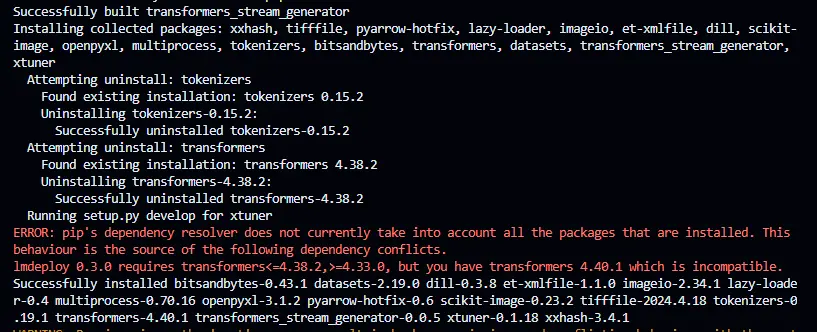 Successfully built transformers_stream_generator
Installing collected packages: xxhash, tifffile, pyarrow-hotfix, lazy-loader, imageio, et-xmlfile, dill, scikit-
image, openpyxl, multiprocess, tokenizers, bitsandbytes, transformers, datasets, transformers_stream_generator,
xtuner
Attempting uninstall: tokenizers
Found existing installation: tokenizers 0.15.2
Uninstalling tokenizers-0.15.2:
Successfully uninstalled tokenizers-0.15.2
Attempting uninstall: transformers
Found existing installation: transformers 4.38.2
Uninstalling transformers-4.38.2:
Successfully uninstalled transformers-4.38.2
Running setup.py develop for xtuner
ERROR: pip's dependency resolver does not currently take into account all the packages that are installed. This
behaviour is the source of the following dependency conflicts.
lmdeploy 0.3.0 requires transformers<=4.38.2,>=4.33.0, but you have transformers 4.40.1 which is incompatible.
Successfully installed bitsandbytes-0.43.1 datasets-2.19.0 dill-0.3.8 et-xmlfile-1.1.0 imageio-2.34.1 lazy-loade
r-0.4 multiprocess-0.70.16 openpyxl-3.1.2 pyarrow-hotfix-0.6 scikit-image-0.23.2 tifffile-2024.4.18 tokenizers-0
.19.1 transformers-4.40.1 transformers_stream_generator-0.0.5 xtuner-0.1.18 xxhash-3.4.1